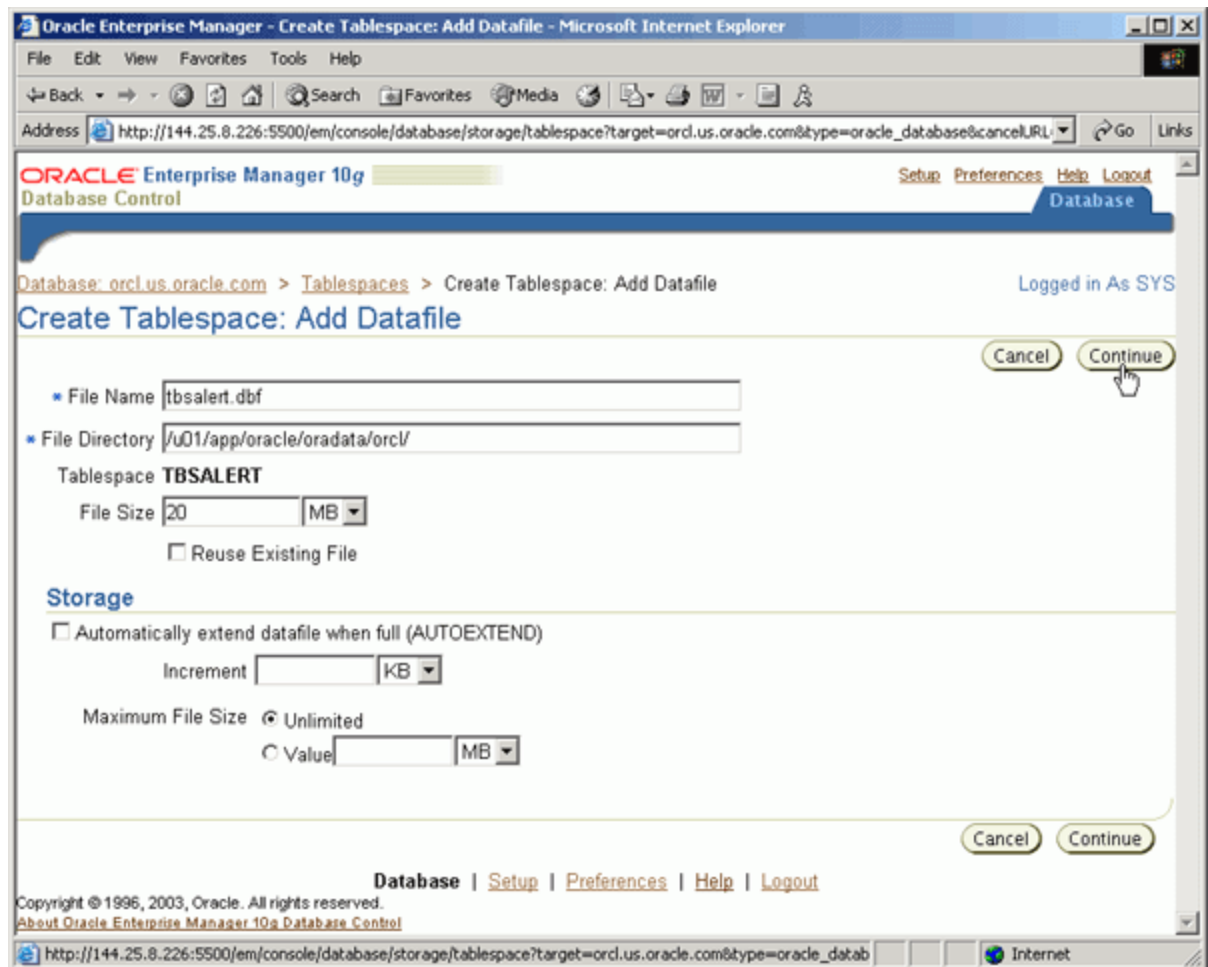 Oracle Enterprise Manager - Create Tablespace: Add Datafile - Microsoft Internet Explorer
File Edit View Favorites Tools Help
Back Search Favorites Media
Address http://144.25.8.226:5500/em/console/database/storage/tablespace?target=orcl.us.oracle.com&type=oracle_database&cancelURL Go Links
ORACLE Enterprise Manager 10g
Setup Preferences Help Logout
Database Control
Database
Database: orcl.us.oracle.com > Tablespaces > Create Tablespace: Add Datafile Logged in As SYS
Create Tablespace: Add Datafile
Cancel Continue
* File Name tbsalert.dbf
* File Directory /u01/app/oracle/oradata/orcl/
Tablespace TBSALERT
File Size 20 MB
Reuse Existing File
Storage
Automatically extend datafile when full (AUTOEXTEND)
Increment KB
Maximum File Size Unlimited
Value MB
Cancel Continue
Database | Setup | Preferences | Help | Logout
Copyright © 1996, 2003, Oracle. All rights reserved.
About Oracle Enterprise Manager 10g Database Control
http://144.25.8.226:5500/em/console/database/storage/tablespace?target=orcl.us.oracle.com&type=oracle_datab Internet